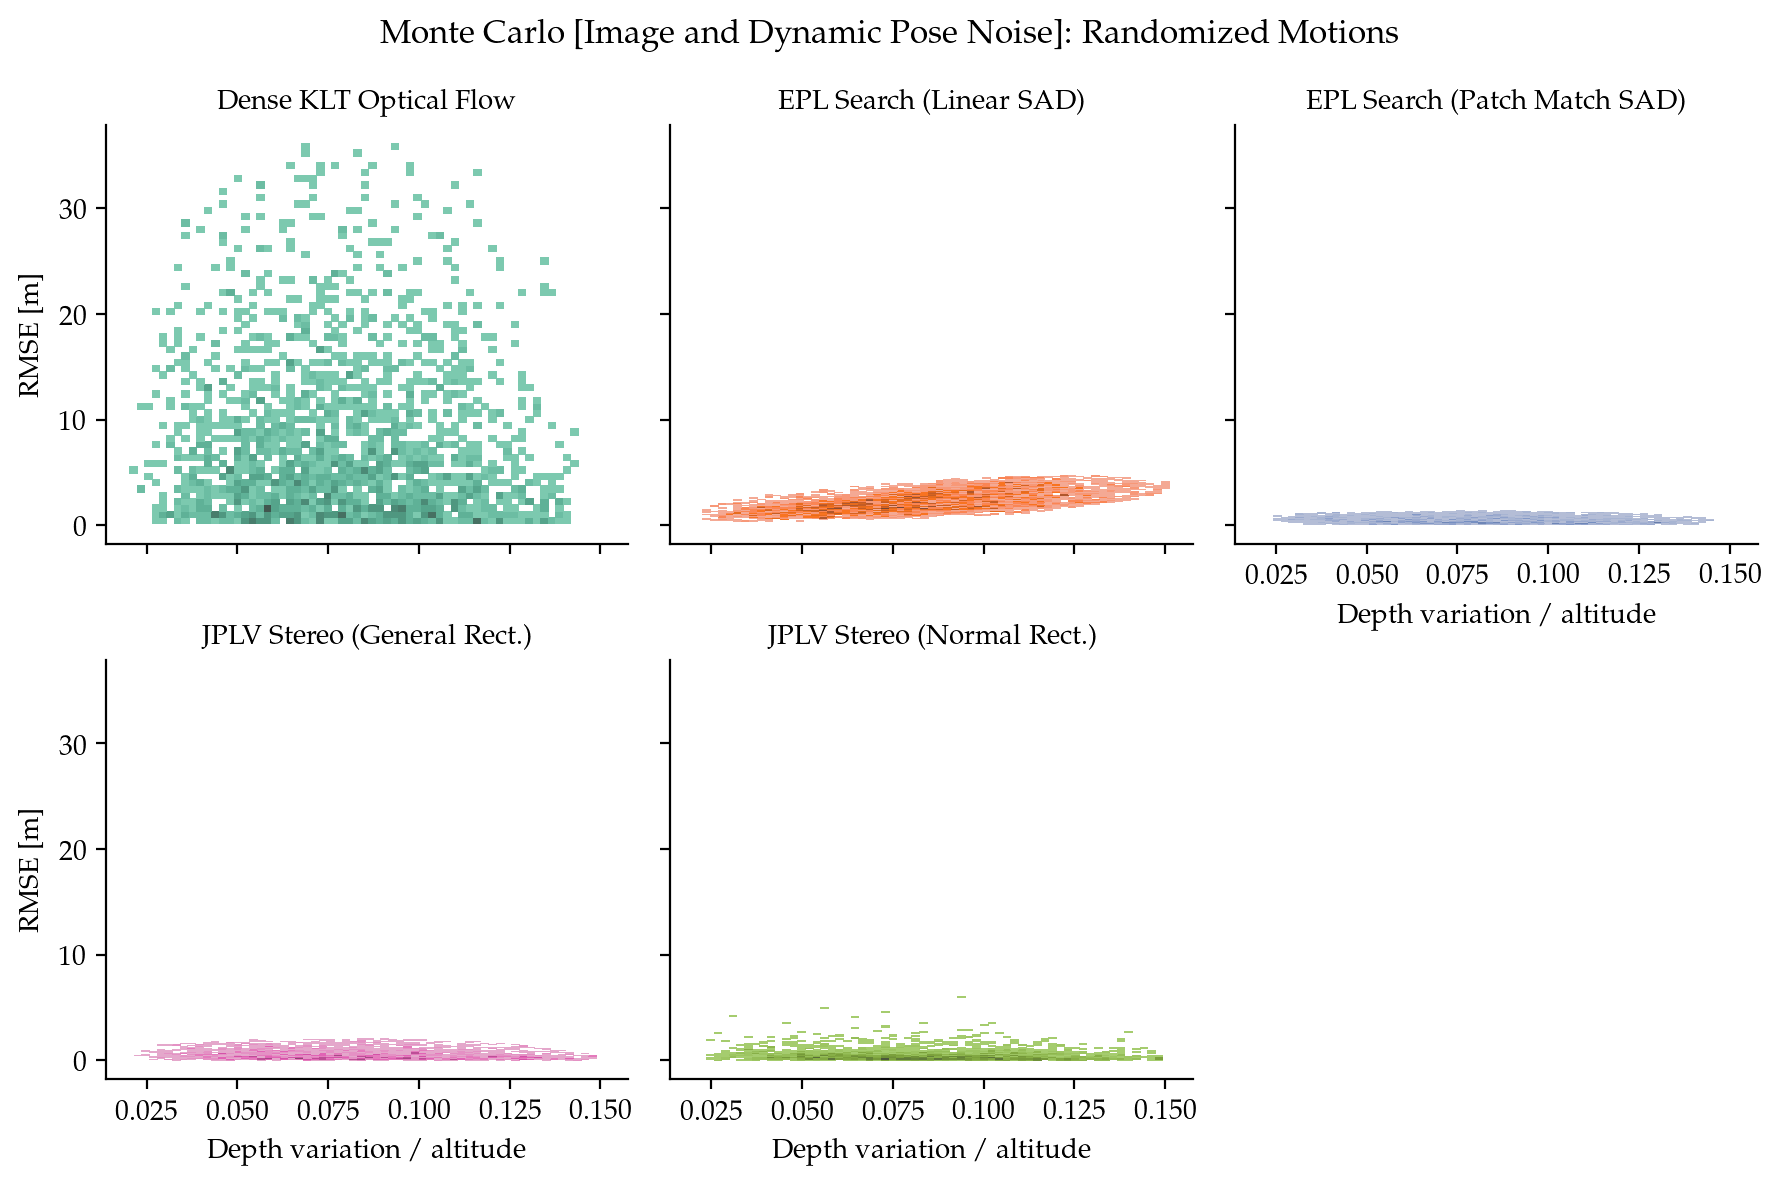 Monte Carlo [Image and Dynamic Pose Noise]: Randomized Motions
Dense KLT Optical Flow
EPL Search (Linear SAD)
EPL Search (Patch Match SAD)
RMSE [m]
30
20
10
0
0.025 0.050 0.075 0.100 0.125 0.150
Depth variation / altitude
JPLV Stereo (General Rect.)
JPLV Stereo (Normal Rect.)
RMSE [m]
30
20
10
0
0.025 0.050 0.075 0.100 0.125 0.150
Depth variation / altitude
0.025 0.050 0.075 0.100 0.125 0.150
Depth variation / altitude